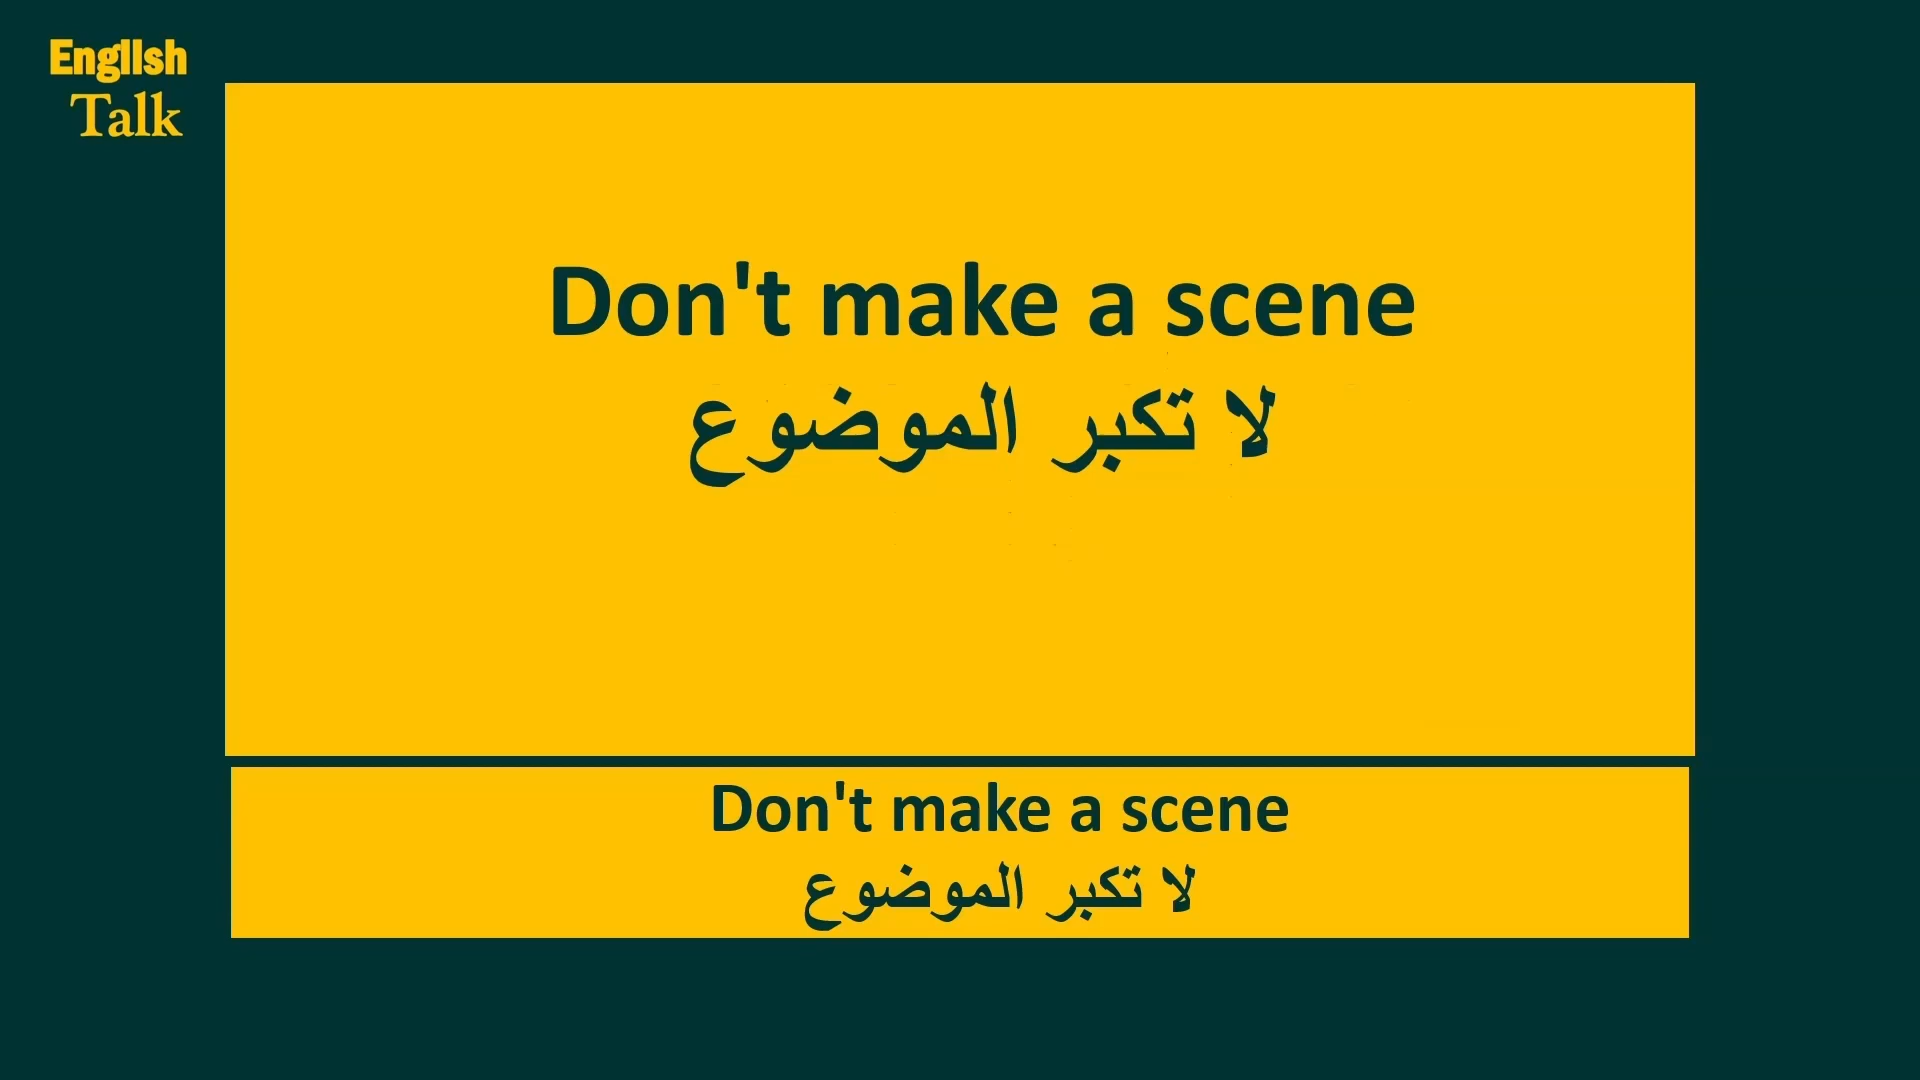 English
Talk
Don't make a scene
لا تكبر الموضوع
Don't make a scene
لا تكبر الموضوع